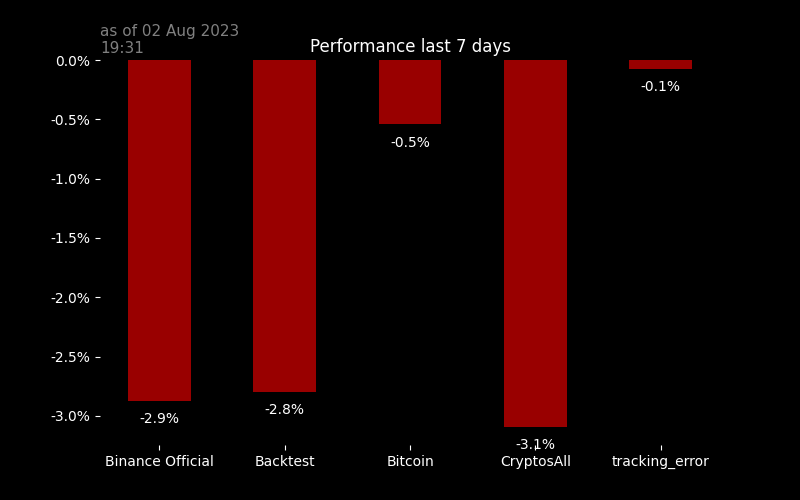 as of 02 Aug 2023
19:31
Performance last 7 days
0.0%
-0.5%
-1.0%
-1.5%
-2.0%
-2.5%
-3.0%
-2.9%
-2.8%
-0.5%
-3.1%
-0.1%
Binance Official
Backtest
Bitcoin
CryptosAll
tracking_error